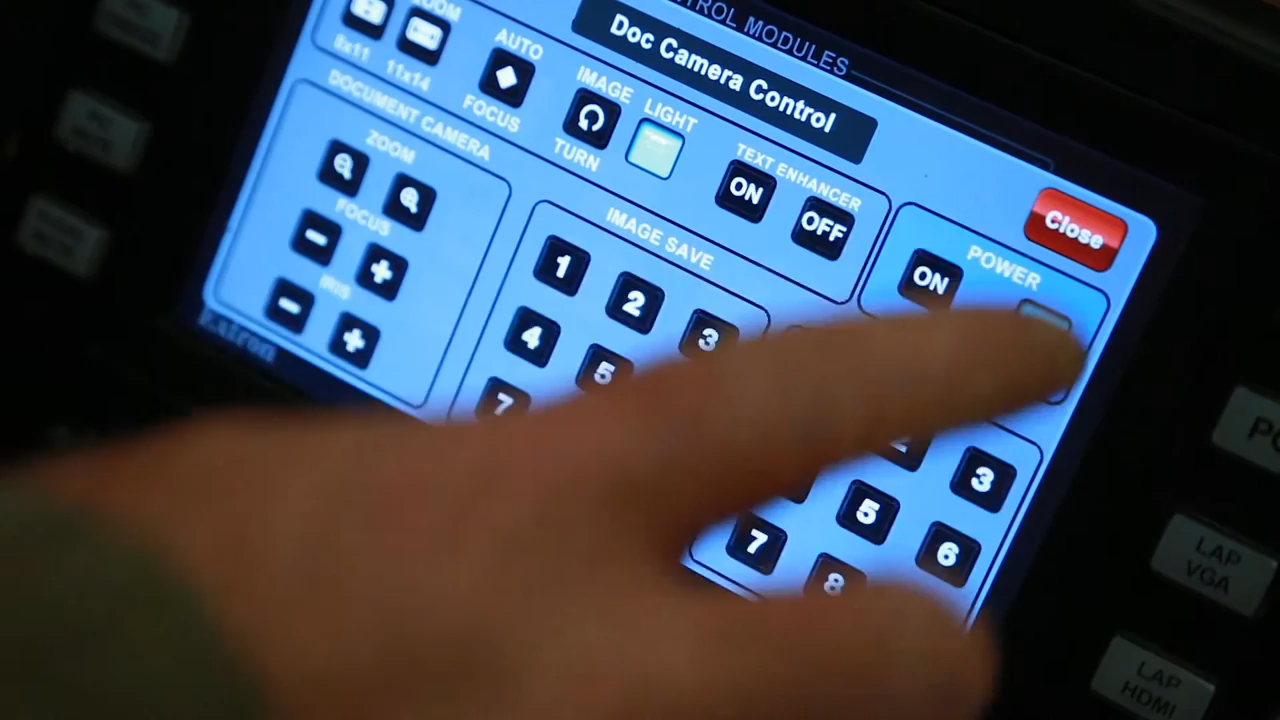 CONTROL MODULES
Doc Camera Control
Close
ZOOM
8x11
11x14
AUTO
FOCUS
IMAGE
TURN
LIGHT
TEXT ENHANCER
ON
OFF
POWER
ON
DOCUMENT CAMERA
ZOOM
FOCUS
-
+
IRIS
-
+
IMAGE SAVE
1
2
3
4
5
7
3
5
6
7
8
Extron
LAP
VGA
LAP
HDMI